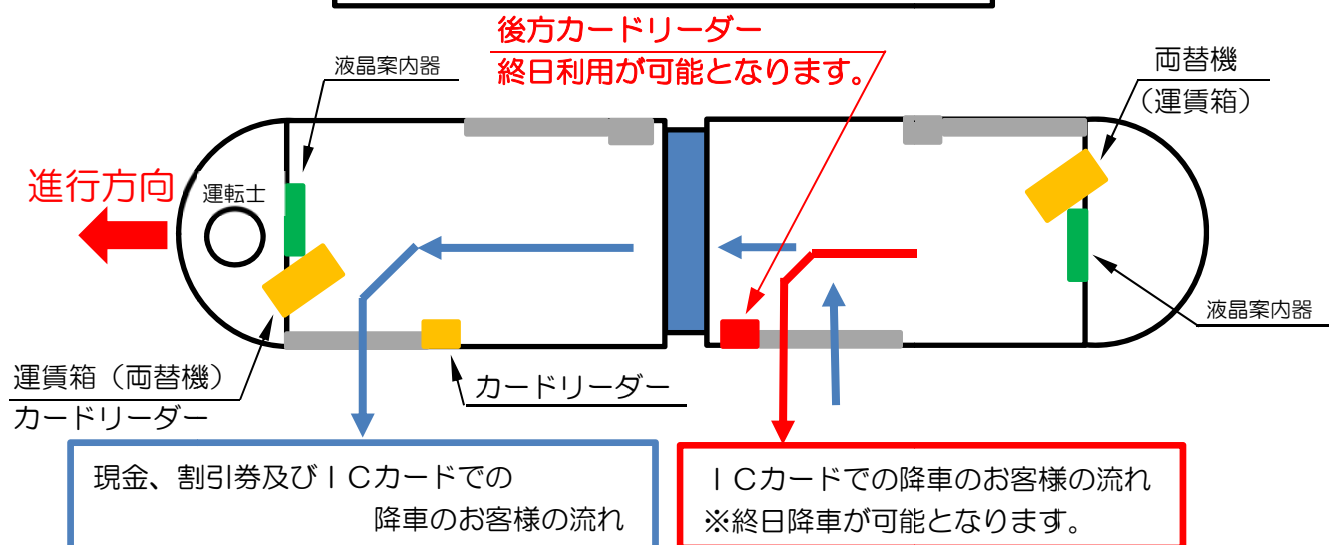 後方カードリーダー
終日利用が可能となります。
液晶案内器
両替機
（運賃箱）
進行方向
運転士
液晶案内器
運賃箱（両替機）
カードリーダー
カードリーダー
現金、割引券及びＩＣカードでの
降車のお客様の流れ
ＩＣカードでの降車のお客様の流れ
※終日降車が可能となります。